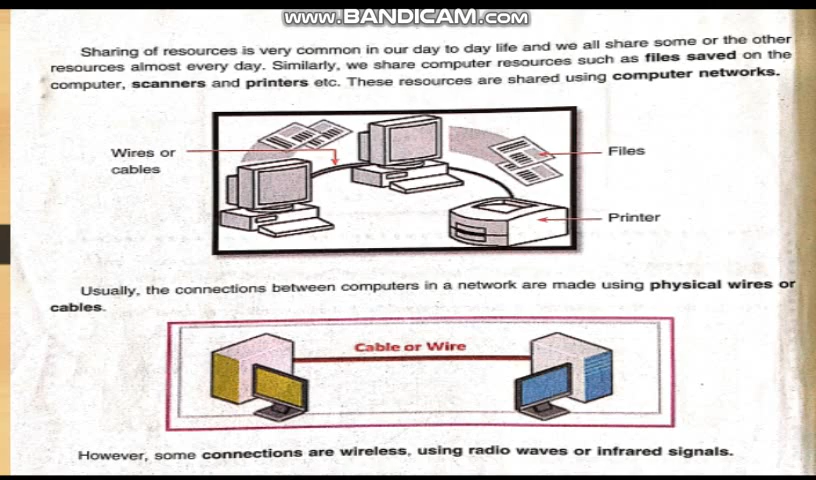 www.BANDICAM.com
Sharing of resources is very common in our day to day life and we all share some or the other
resources almost every day. Similarly, we share computer resources such as files saved on the
computer, scanners and printers etc. These resources are shared using computer networks.
Wires or
cables
Files
Printer
Usually, the connections between computers in a network are made using physical wires or
cables.
Cable or Wire
However, some connections are wireless, using radio waves or infrared signals.